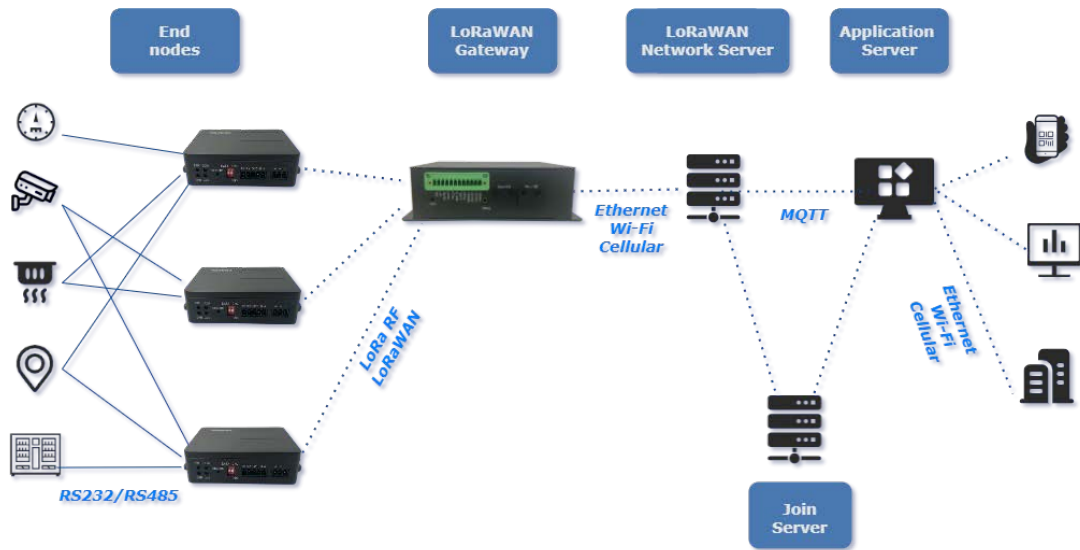 End
nodes
LoRaWAN
Gateway
LoRaWAN
Network Server
Application
Server
Ethernet
Wi-Fi
Cellular
MQTT
LoRa RF
LoRaWAN
Ethernet
Wi-Fi
Cellular
RS232/RS485
Join
Server